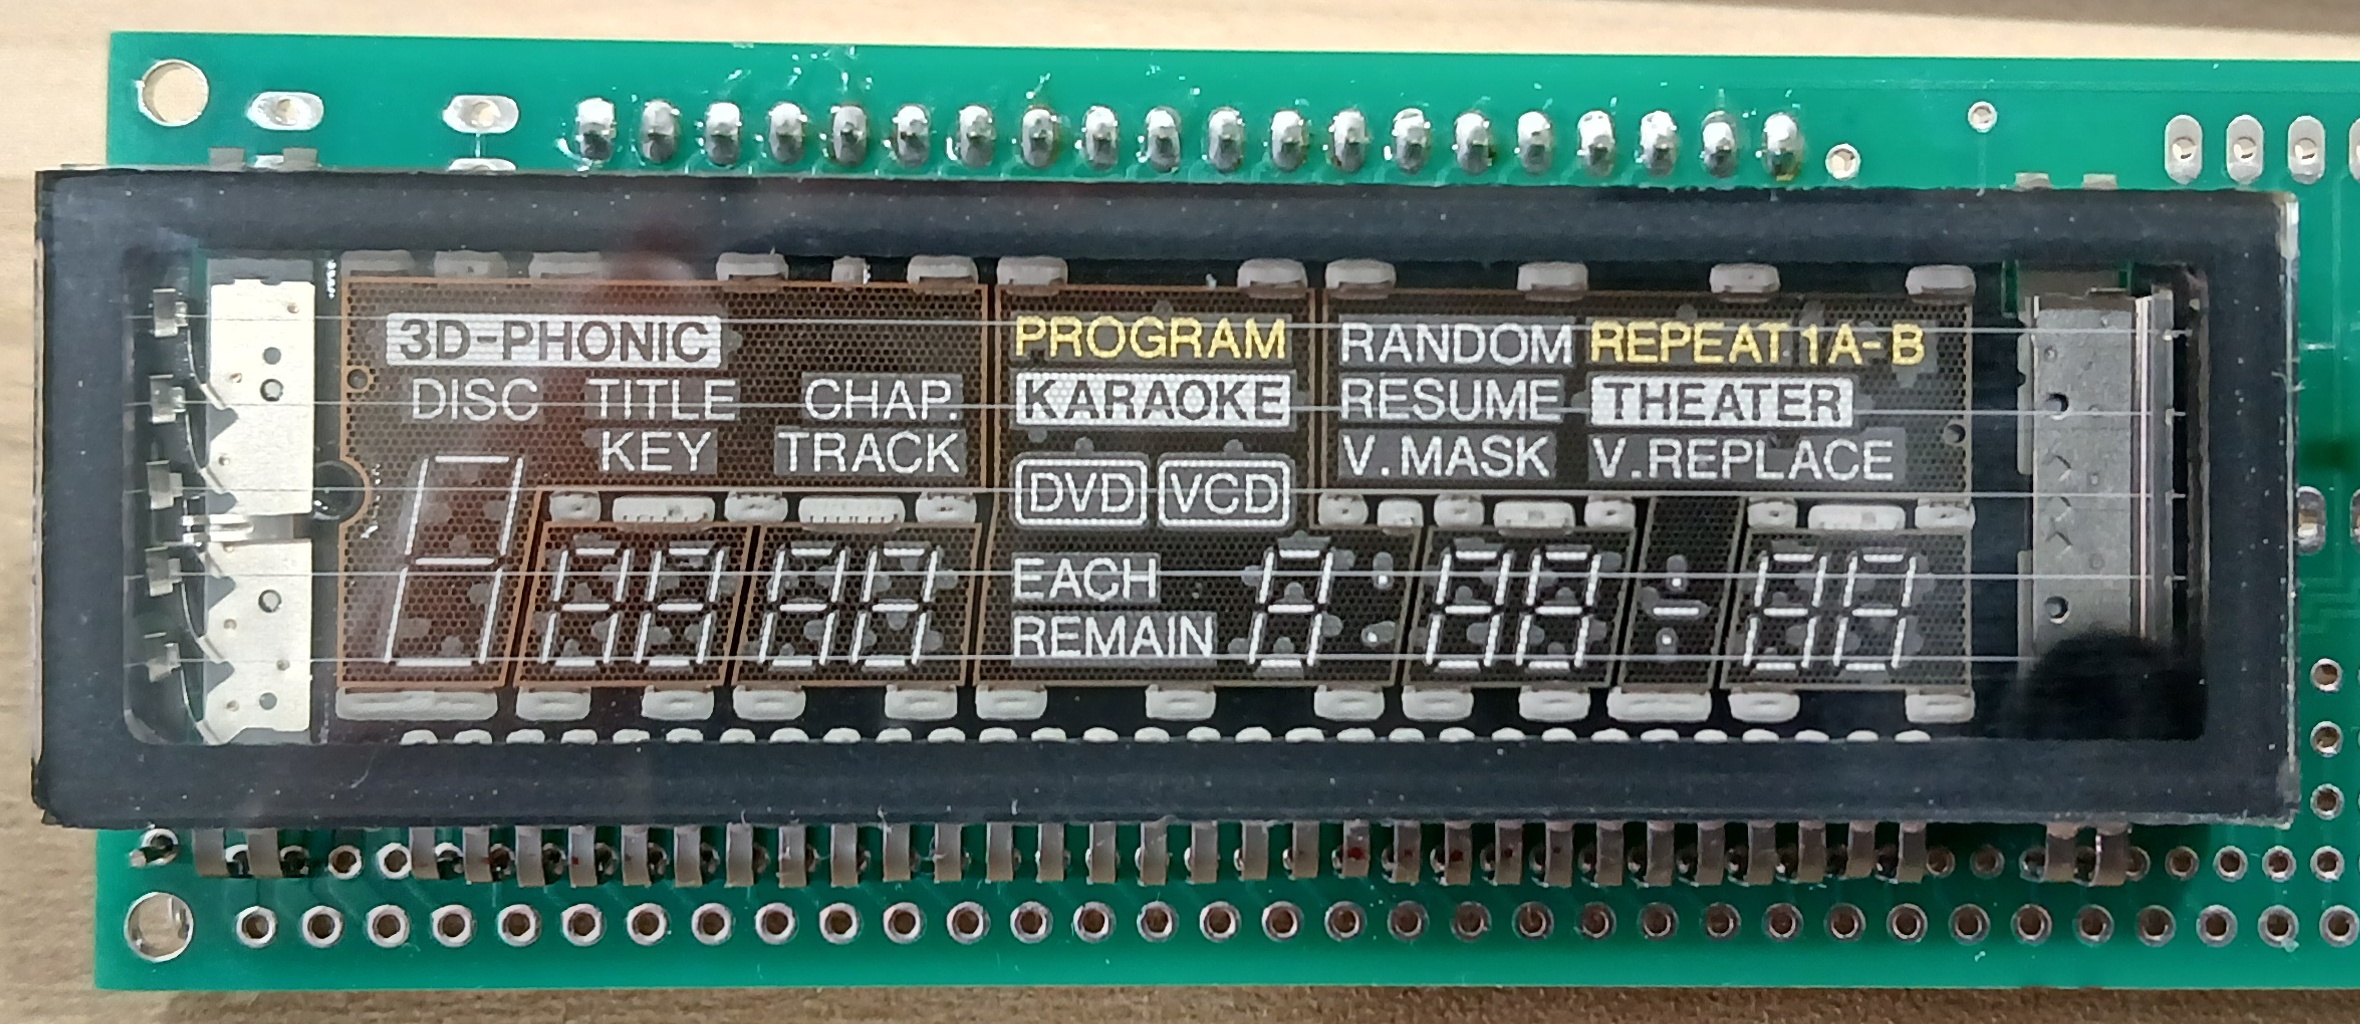 3D-PHONIC PROGRAM RANDOM REPEAT 1 A-B
DISC TITLE CHAP. KARAOKE RESUME THEATER
KEY TRACK V.MASK V.REPLACE
DVD VCD
EACH
REMAIN